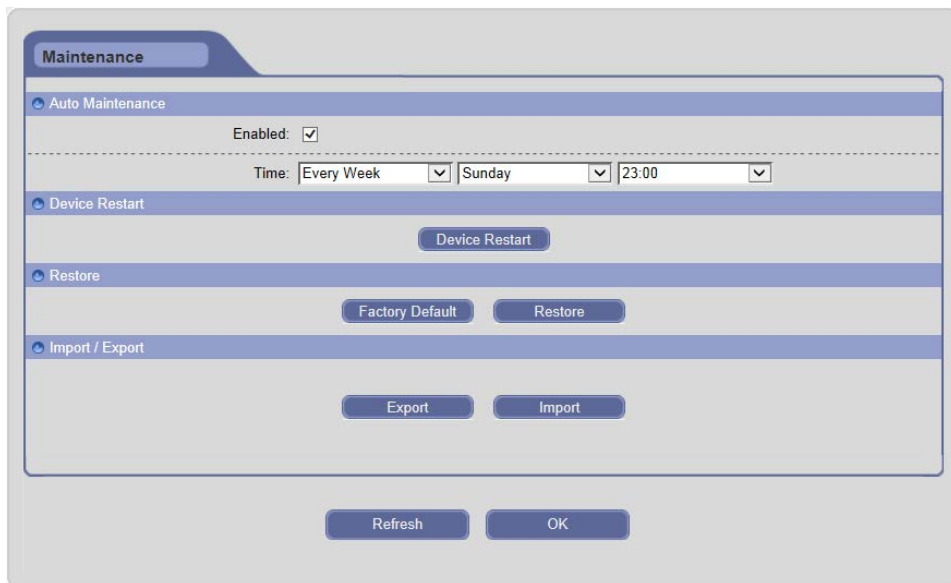 Maintenance
Auto Maintenance
Enabled:
Time: Every Week Sunday 23:00
Device Restart
Device Restart
Restore
Factory Default Restore
Import / Export
Export Import
Refresh OK